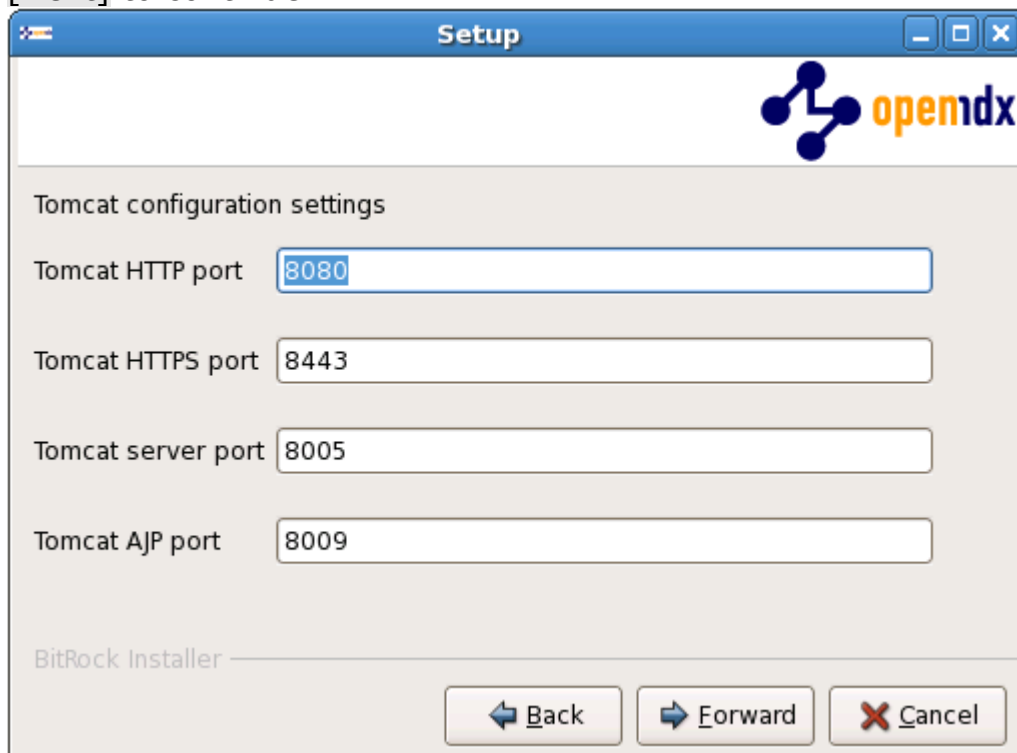 Setup
openmdx
Tomcat configuration settings
Tomcat HTTP port 8080
Tomcat HTTPS port 8443
Tomcat server port 8005
Tomcat AJP port 8009
BitRock Installer
Back Forward Cancel